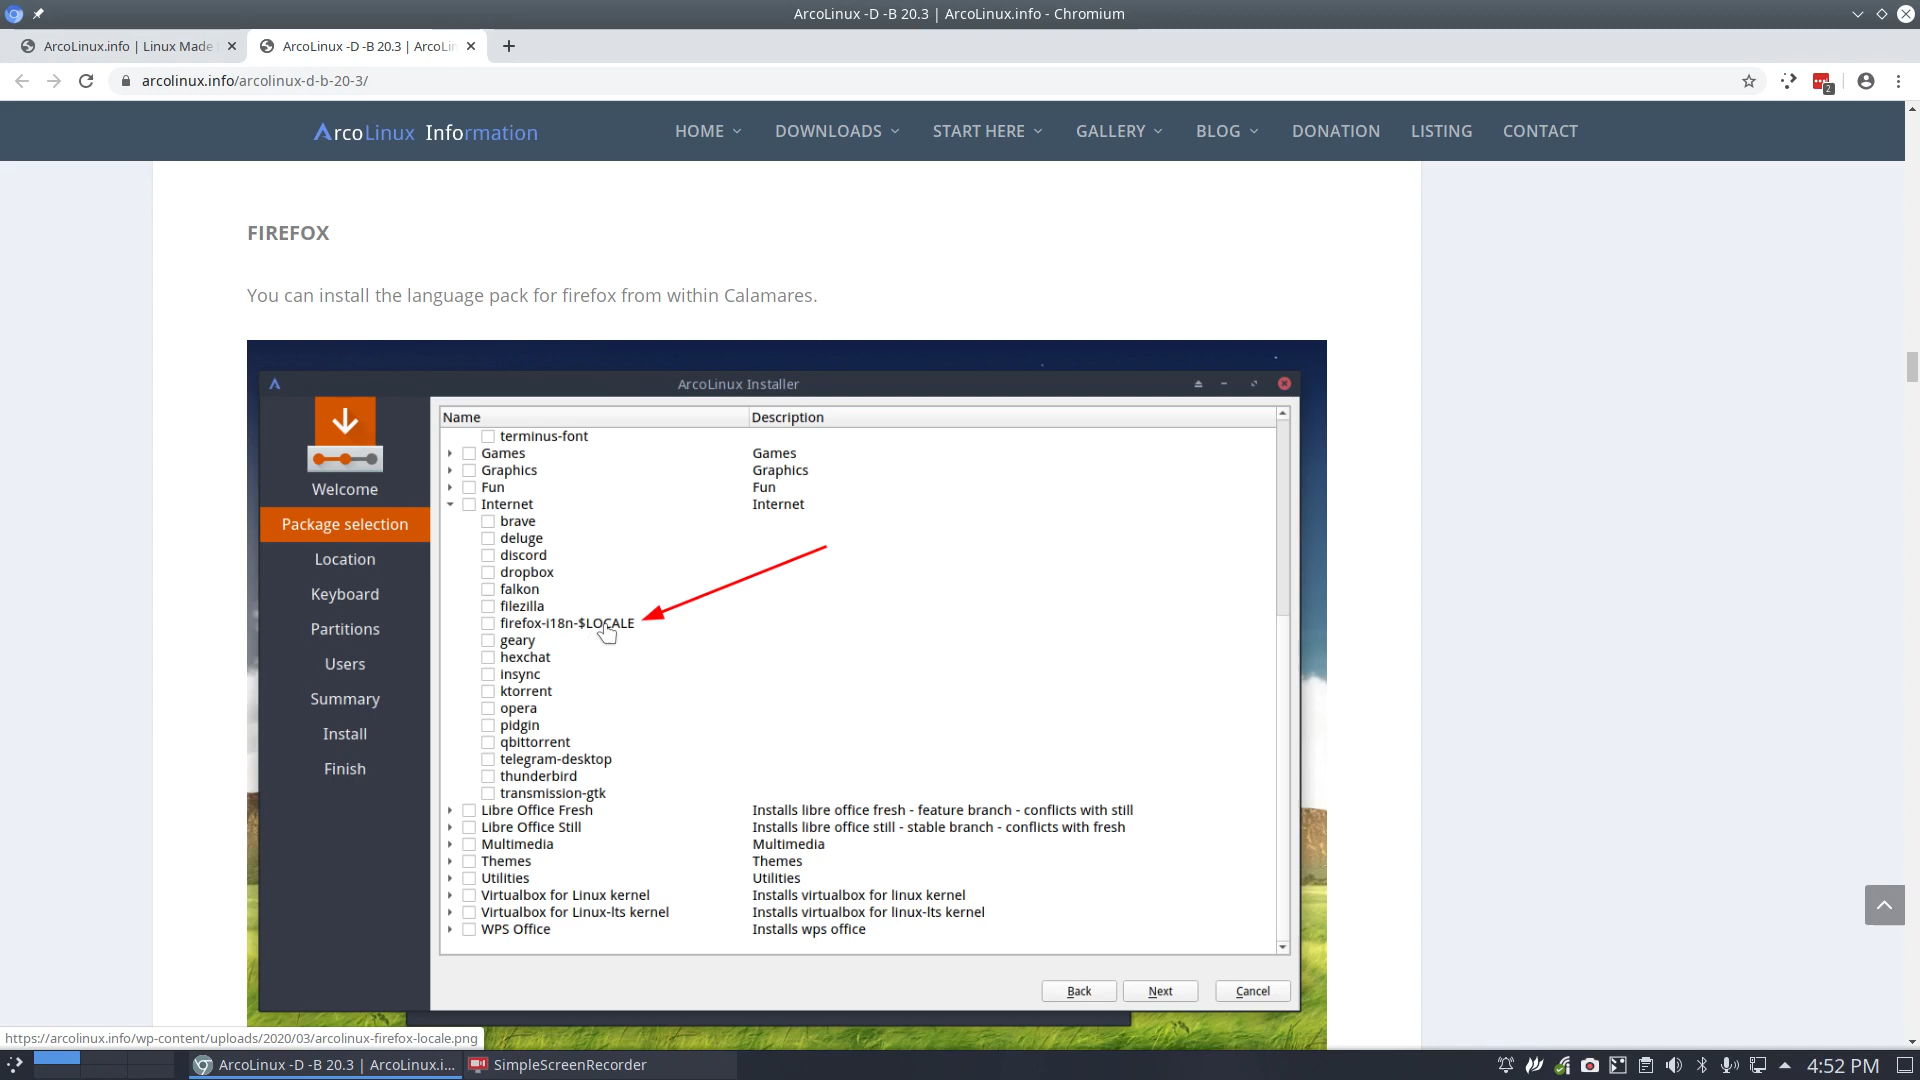 ArcoLinux -D -B 20.3 | ArcoLinux.info - Chromium
ArcoLinux.info | Linux Made
ArcoLinux -D -B 20.3 | ArcoLin
arcolinux.info/arcolinux-d-b-20-3/
2
ArcoLinux Information
HOME
DOWNLOADS
START HERE
GALLERY
BLOG
DONATION
LISTING
CONTACT
FIREFOX
You can install the language pack for firefox from within Calamares.
ArcoLinux Installer
Welcome
Package selection
Location
Keyboard
Partitions
Users
Summary
Install
Finish
Name Description
terminus-font
Games Games
Graphics Graphics
Fun Fun
Internet Internet
brave
deluge
discord
dropbox
falkon
filezilla
firefox-i18n-$LOCALE
geary
hexchat
insync
ktorrent
opera
pidgin
qbittorrent
telegram-desktop
thunderbird
transmission-gtk
Libre Office Fresh Installs libre office fresh - feature branch - conflicts with still
Libre Office Still Installs libre office still - stable branch - conflicts with fresh
Multimedia Multimedia
Themes Themes
Utilities Utilities
Virtualbox for Linux kernel Installs virtualbox for linux kernel
Virtualbox for Linux-lts kernel Installs virtualbox for linux-lts kernel
WPS Office Installs wps office
Back Next Cancel
https://arcolinux.info/wp-content/uploads/2020/03/arcolinux-firefox-locale.png
ArcoLinux -D -B 20.3 | ArcoLinux.i...
SimpleScreenRecorder
4:52 PM